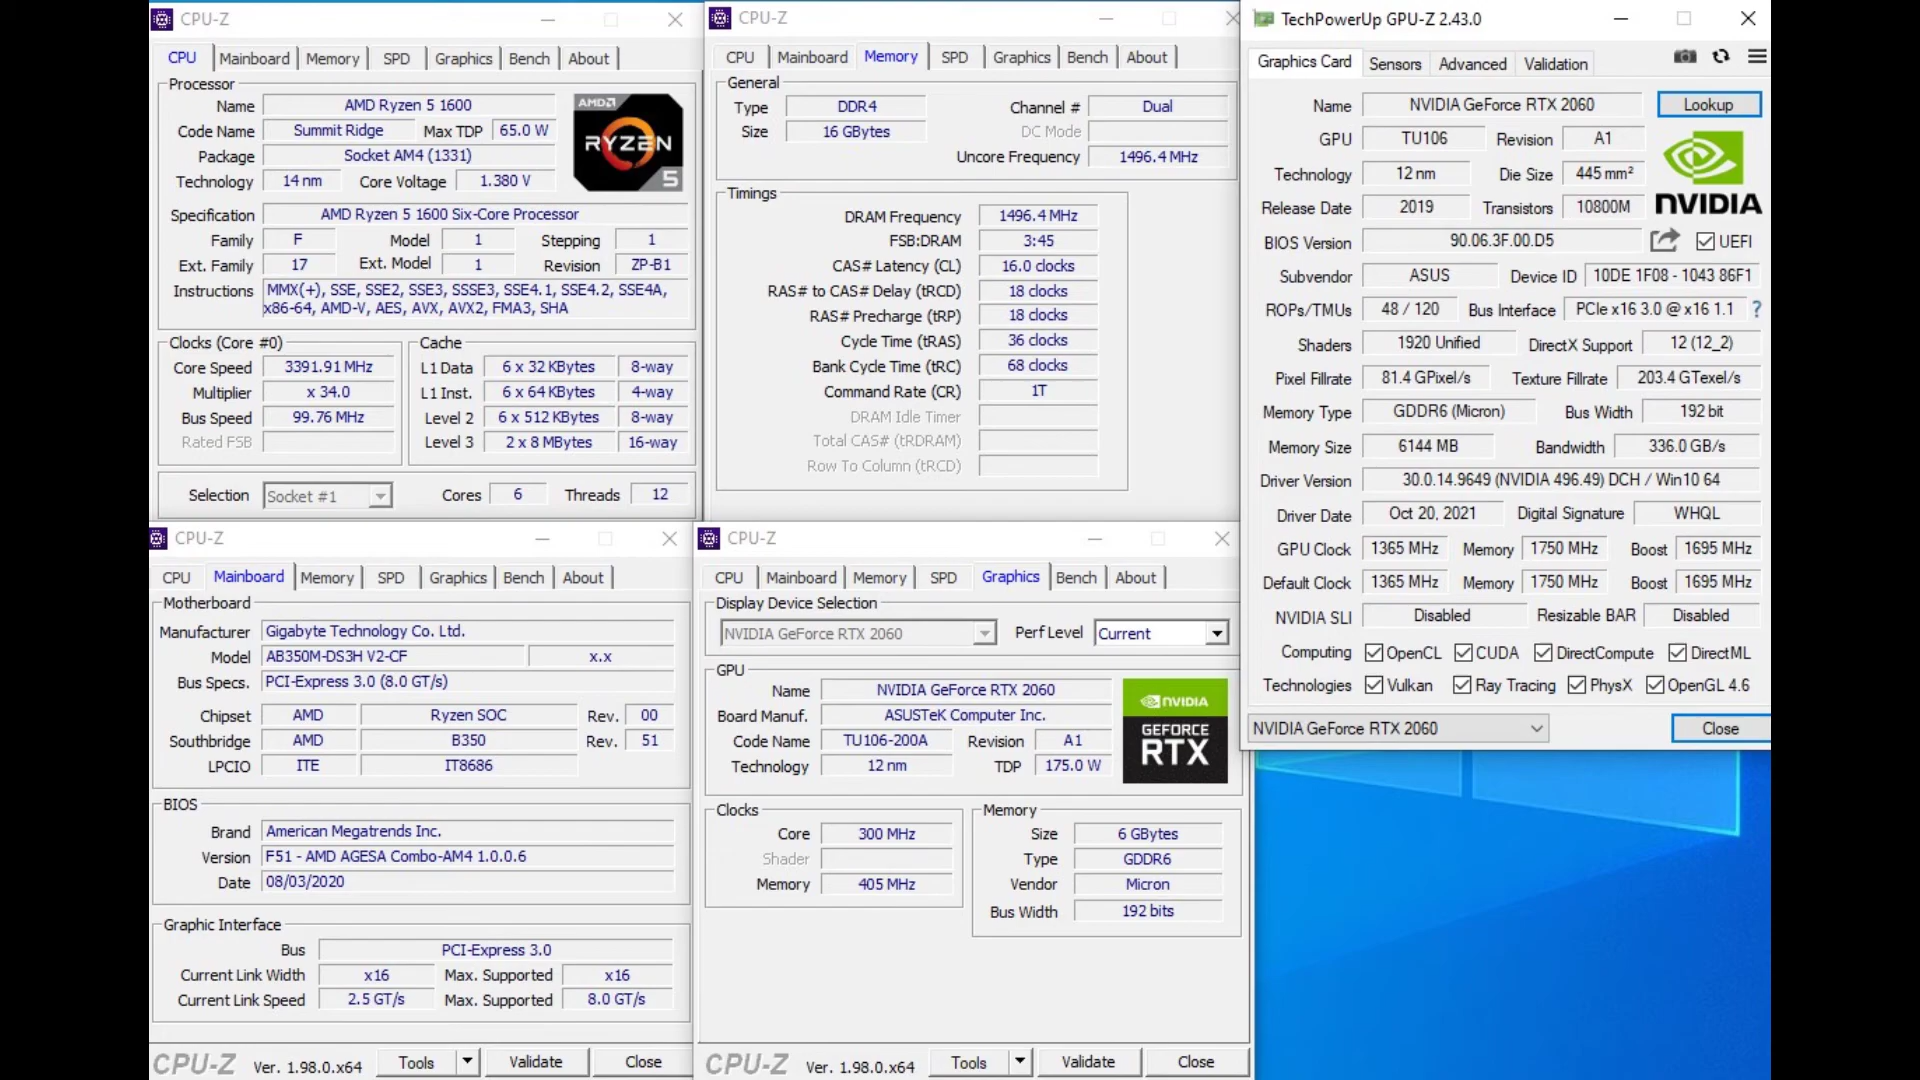 CPU-Z
CPU Mainboard Memory SPD Graphics Bench About
Processor
Name AMD Ryzen 5 1600
Code Name Summit Ridge Max TDP 65.0 W
Package Socket AM4 (1331)
Technology 14 nm Core Voltage 1.380 V
AMD RYZEN 5
Specification AMD Ryzen 5 1600 Six-Core Processor
Family F Model 1 Stepping 1
Ext. Family 17 Ext. Model 1 Revision ZP-B1
Instructions MMX(+), SSE, SSE2, SSE3, SSSE3, SSE4.1, SSE4.2, SSE4A,
x86-64, AMD-V, AES, AVX, AVX2, FMA3, SHA
Clocks (Core #0)
Core Speed 3391.91 MHz
Multiplier x 34.0
Bus Speed 99.76 MHz
Rated FSB
Cache
L1 Data 6 x 32 KBytes 8-way
L1 Inst. 6 x 64 KBytes 4-way
Level 2 6 x 512 KBytes 8-way
Level 3 2 x 8 MBytes 16-way
Selection Socket #1 Cores 6 Threads 12
CPU-Z
CPU Mainboard Memory SPD Graphics Bench About
General
Type DDR4 Channel # Dual
Size 16 GBytes DC Mode
Uncore Frequency 1496.4 MHz
Timings
DRAM Frequency 1496.4 MHz
FSB:DRAM 3:45
CAS# Latency (CL) 16.0 clocks
RAS# to CAS# Delay (tRCD) 18 clocks
RAS# Precharge (tRP) 18 clocks
Cycle Time (tRAS) 36 clocks
Bank Cycle Time (tRC) 68 clocks
Command Rate (CR) 1T
DRAM Idle Timer
Total CAS# (tRDRAM)
Row To Column (tRCD)
TechPowerUp GPU-Z 2.43.0
Graphics Card Sensors Advanced Validation
Name NVIDIA GeForce RTX 2060 Lookup
GPU TU106 Revision A1
Technology 12 nm Die Size 445 mm²
NVIDIA
Release Date 2019 Transistors 10800M
BIOS Version 90.06.3F.00.D5 UEFI
Subvendor ASUS Device ID 10DE 1F08 - 1043 86F1
ROPs/TMUs 48 / 120 Bus Interface PCIe x16 3.0 @ x16 1.1 ?
Shaders 1920 Unified DirectX Support 12 (12_2)
Pixel Fillrate 81.4 GPixel/s Texture Fillrate 203.4 GTexel/s
Memory Type GDDR6 (Micron) Bus Width 192 bit
Memory Size 6144 MB Bandwidth 336.0 GB/s
Driver Version 30.0.14.9649 (NVIDIA 496.49) DCH / Win10 64
Driver Date Oct 20, 2021 Digital Signature WHQL
GPU Clock 1365 MHz Memory 1750 MHz Boost 1695 MHz
Default Clock 1365 MHz Memory 1750 MHz Boost 1695 MHz
NVIDIA SLI Disabled Resizable BAR Disabled
Computing OpenCL CUDA DirectCompute DirectML
Technologies Vulkan Ray Tracing PhysX OpenGL 4.6
NVIDIA GeForce RTX 2060 Close
CPU-Z
CPU Mainboard Memory SPD Graphics Bench About
Motherboard
Manufacturer Gigabyte Technology Co. Ltd.
Model AB350M-DS3H V2-CF x.x
Bus Specs. PCI-Express 3.0 (8.0 GT/s)
Chipset AMD Ryzen SOC Rev. 00
Southbridge AMD B350 Rev. 51
LPCIO ITE IT8686
BIOS
Brand American Megatrends Inc.
Version F51 - AMD AGESA Combo-AM4 1.0.0.6
Date 08/03/2020
Graphic Interface
Bus PCI-Express 3.0
Current Link Width x16 Max. Supported x16
Current Link Speed 2.5 GT/s Max. Supported 8.0 GT/s
CPU-Z Ver. 1.98.0.x64 Tools Validate Close
CPU-Z
CPU Mainboard Memory SPD Graphics Bench About
Display Device Selection
NVIDIA GeForce RTX 2060 Perf Level Current
GPU
Name NVIDIA GeForce RTX 2060
Board Manuf. ASUSTeK Computer Inc.
Code Name TU106-200A Revision A1
Technology 12 nm TDP 175.0 W
NVIDIA
GEFORCE
RTX
Clocks
Core 300 MHz
Shader
Memory 405 MHz
Memory
Size 6 GBytes
Type GDDR6
Vendor Micron
Bus Width 192 bits
CPU-Z Ver. 1.98.0.x64 Tools Validate Close